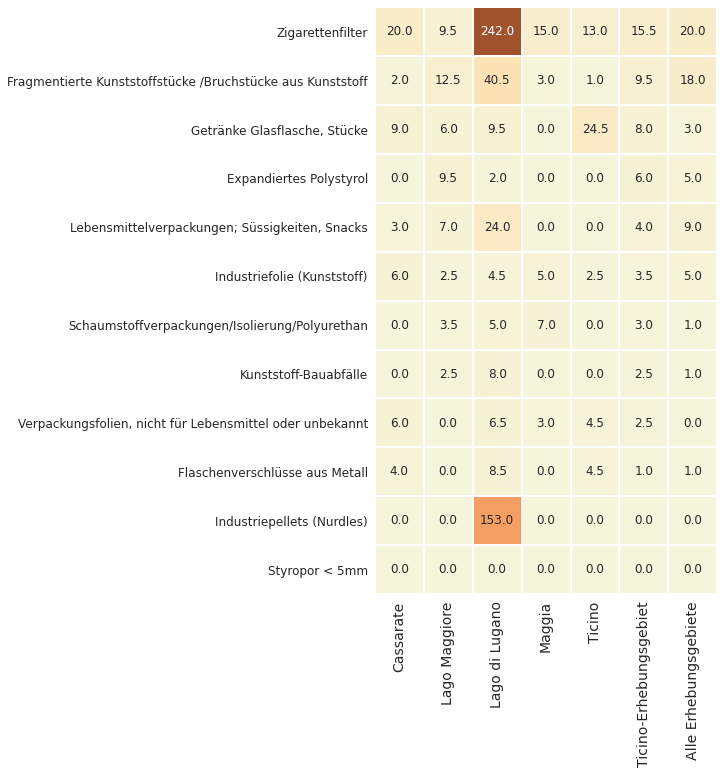 Zigarettenfilter 20.0 9.5 242.0 15.0 13.0 15.5 20.0
Fragmentierte Kunststoffstücke /Bruchstücke aus Kunststoff 2.0 12.5 40.5 3.0 1.0 9.5 18.0
Getränke Glasflasche, Stücke 9.0 6.0 9.5 0.0 24.5 8.0 3.0
Expandiertes Polystyrol 0.0 9.5 2.0 0.0 0.0 6.0 5.0
Lebensmittelverpackungen; Süssigkeiten, Snacks 3.0 7.0 24.0 0.0 0.0 4.0 9.0
Industriefolie (Kunststoff) 6.0 2.5 4.5 5.0 2.5 3.5 5.0
Schaumstoffverpackungen/Isolierung/Polyurethan 0.0 3.5 5.0 7.0 0.0 3.0 1.0
Kunststoff-Bauabfälle 0.0 2.5 8.0 0.0 0.0 2.5 1.0
Verpackungsfolien, nicht für Lebensmittel oder unbekannt 6.0 0.0 6.5 3.0 4.5 2.5 0.0
Flaschenverschlüsse aus Metall 4.0 0.0 8.5 0.0 4.5 1.0 1.0
Industriepellets (Nurdles) 0.0 0.0 153.0 0.0 0.0 0.0 0.0
Styropor < 5mm 0.0 0.0 0.0 0.0 0.0 0.0 0.0
Cassarate
Lago Maggiore
Lago di Lugano
Maggia
Ticino
Ticino-Erhebungsgebiet
Alle Erhebungsgebiete